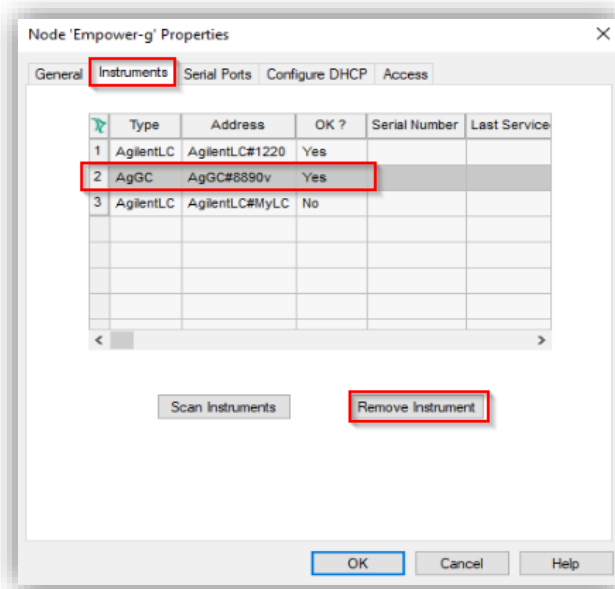 Node 'Empower-g' Properties
General Instruments Serial Ports Configure DHCP Access
Type Address OK ? Serial Number Last Service
1 AgilentLC AgilentLC#1220 Yes
2 AgGC AgGC#8890v Yes
3 AgilentLC AgilentLC#MyLC No
Scan Instruments Remove Instrument
OK Cancel Help